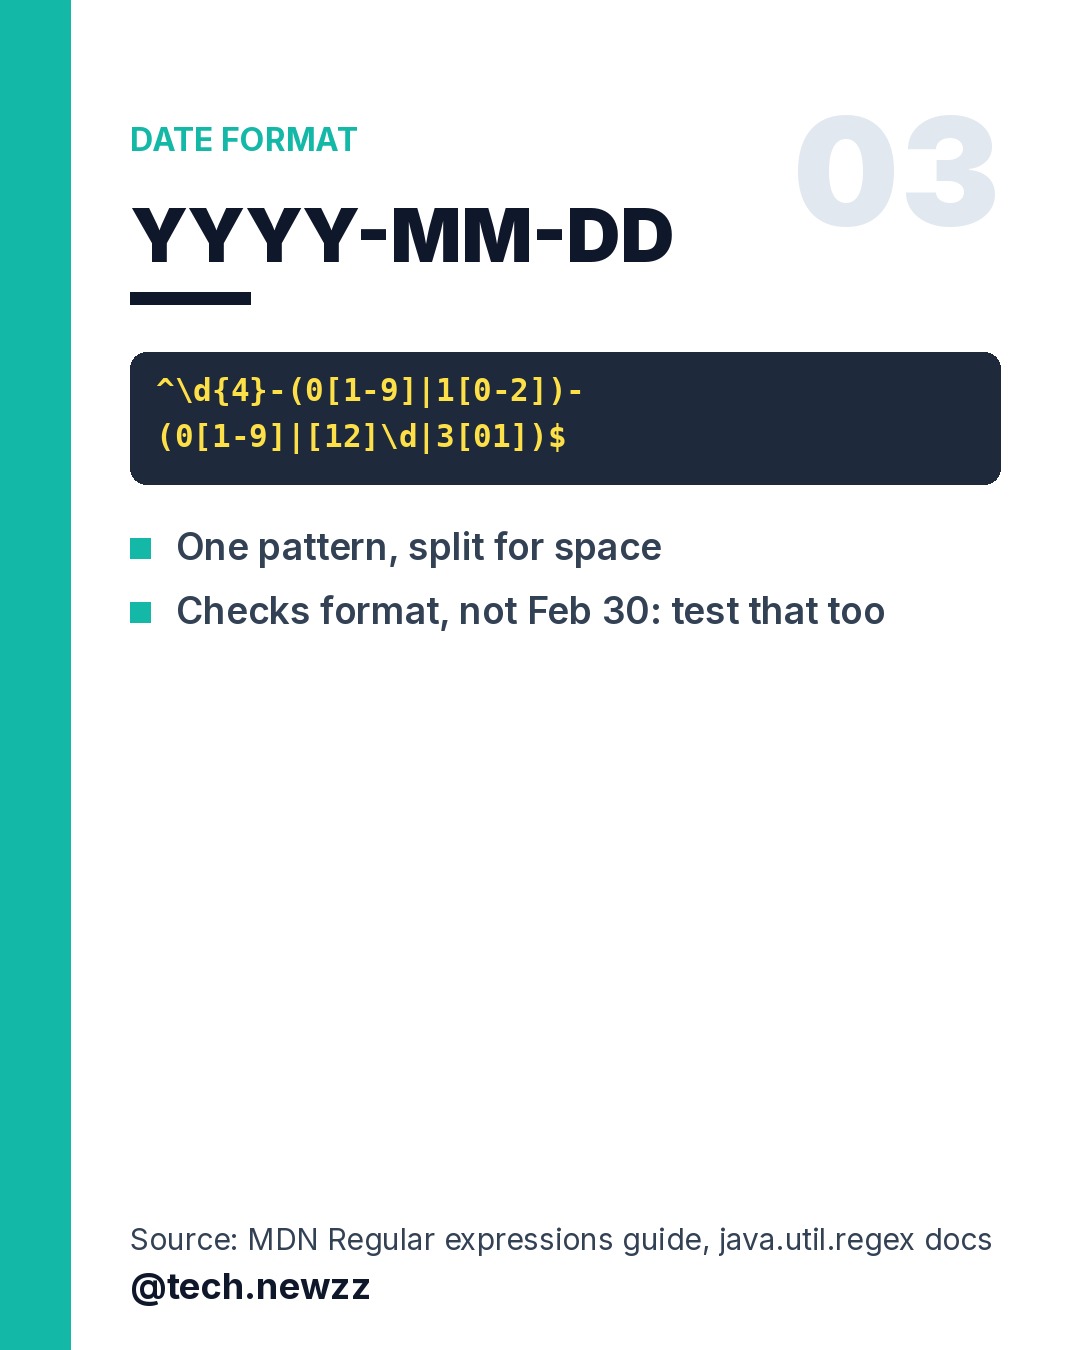 DATE FORMAT
03
YYYY-MM-DD
^\d{4}-(0[1-9]|1[0-2])-
(0[1-9]|[12]\d|3[01])$
One pattern, split for space
Checks format, not Feb 30: test that too
Source: MDN Regular expressions guide, java.util.regex docs
@tech.newzz